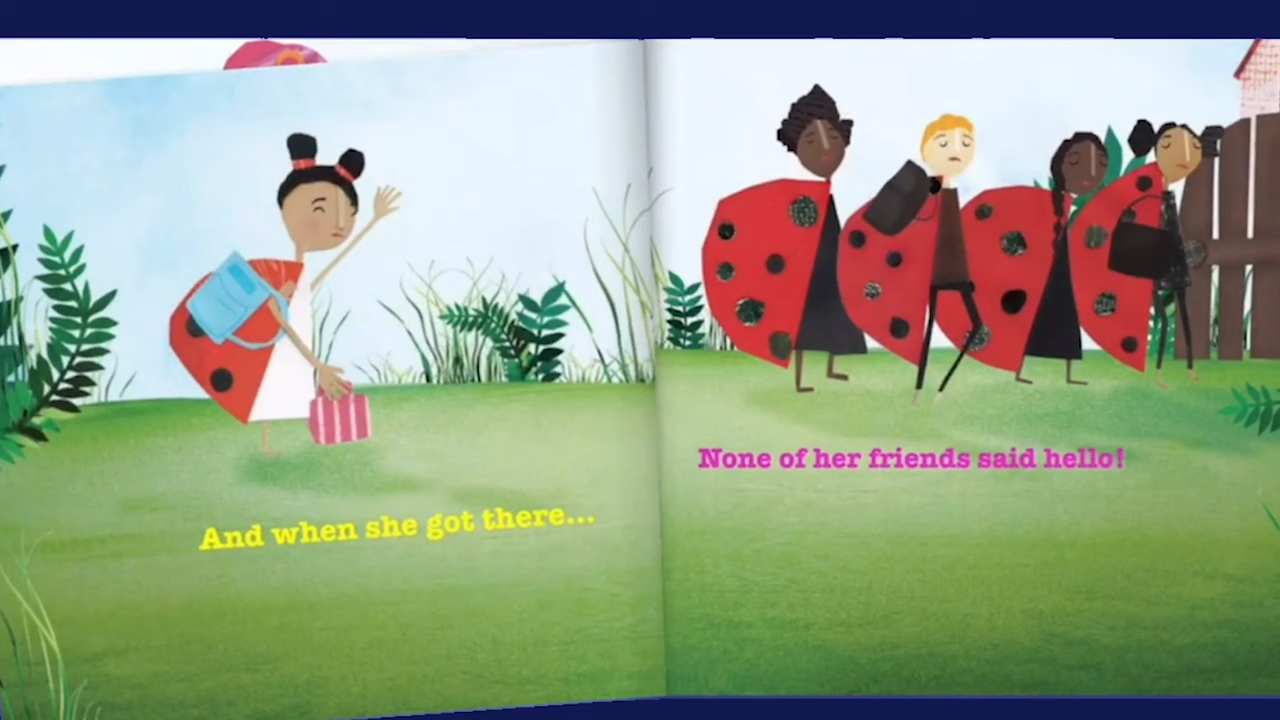 And when she got there...
None of her friends said hello!